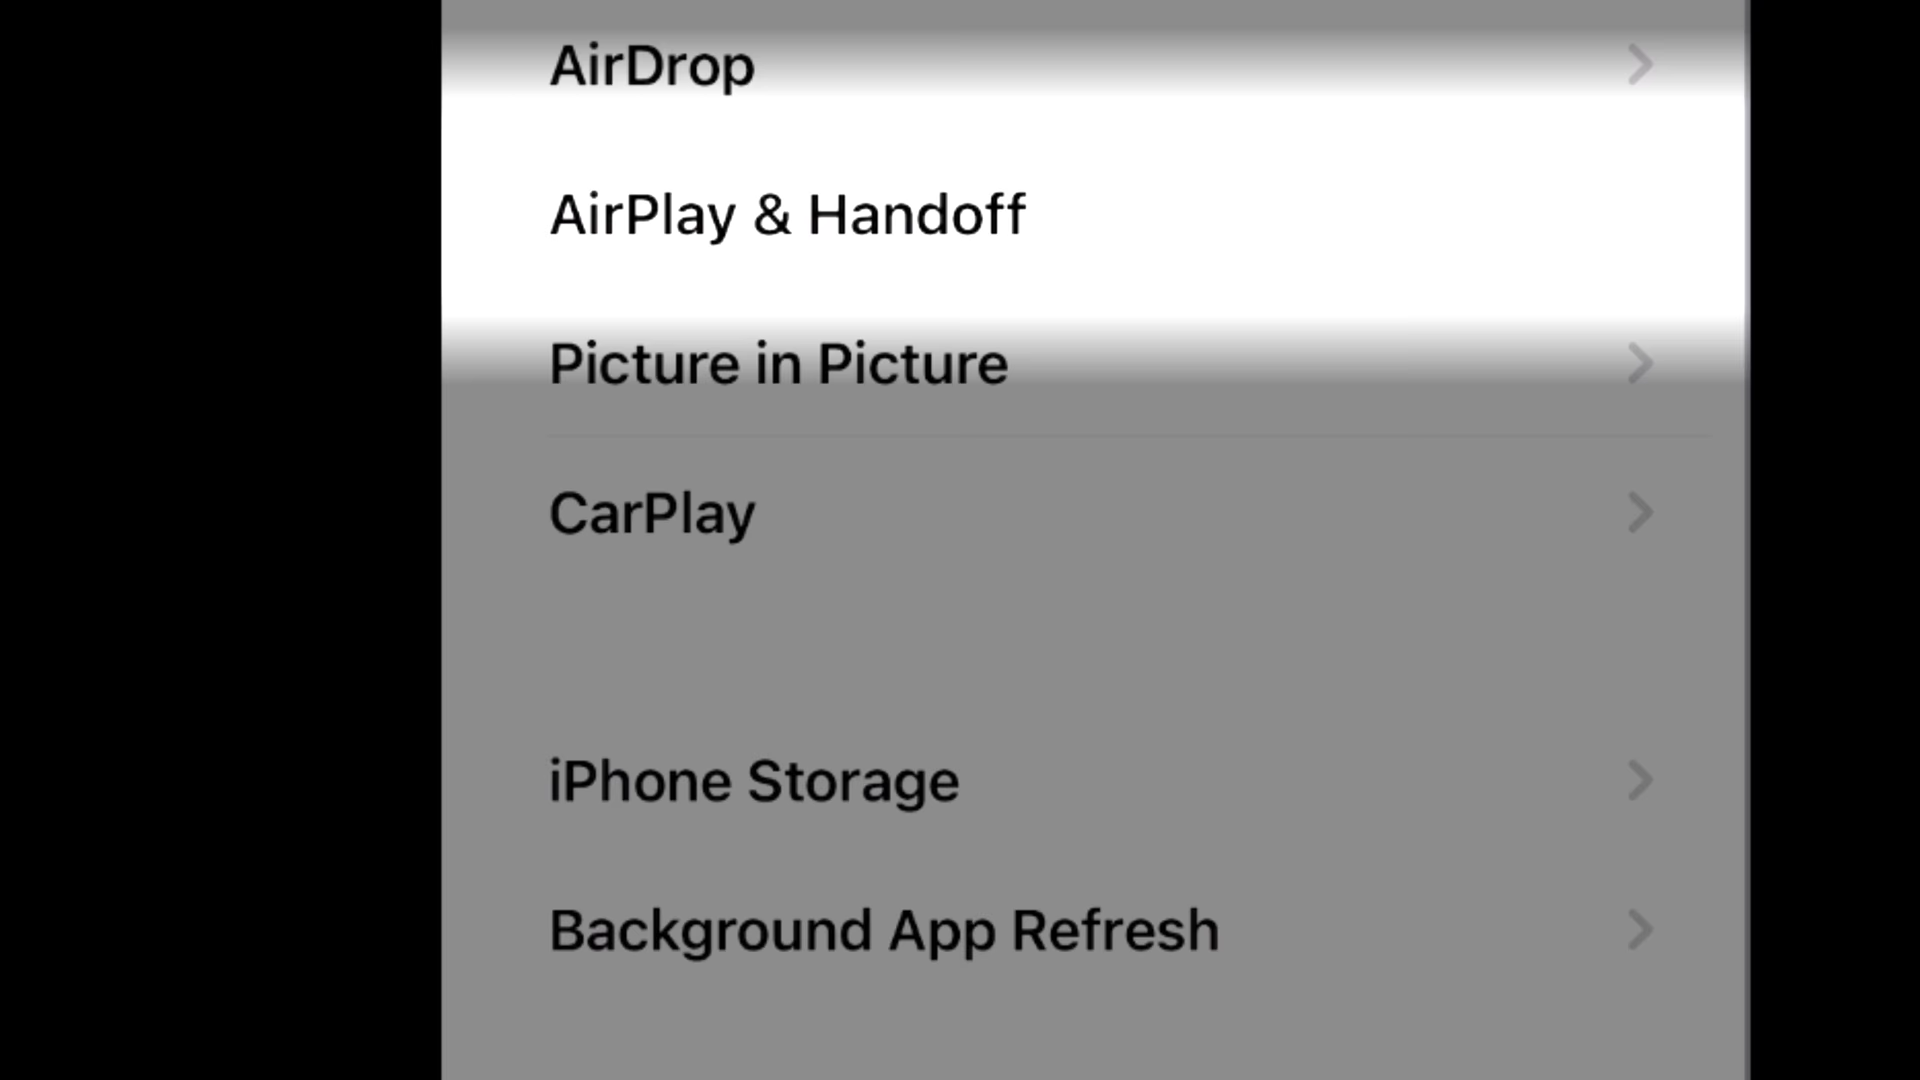 AirDrop
AirPlay & Handoff
Picture in Picture
CarPlay
iPhone Storage
Background App Refresh